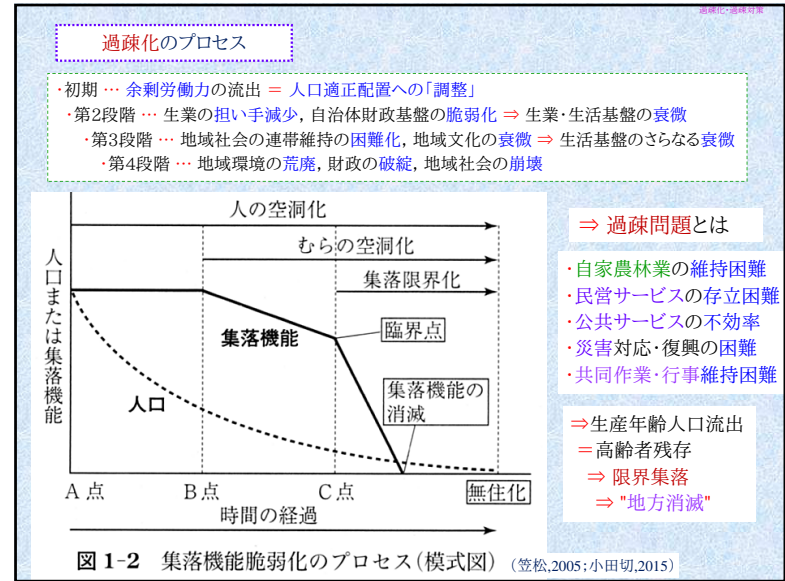 過疎化・過疎対策
過疎化のプロセス
・初期 … 余剰労働力の流出 ＝ 人口適正配置への「調整」
・第2段階 … 生業の担い手減少, 自治体財政基盤の脆弱化 ⇒ 生業・生活基盤の衰微
・第3段階 … 地域社会の連帯維持の困難化, 地域文化の衰微 ⇒ 生活基盤のさらなる衰微
・第4段階 … 地域環境の荒廃, 財政の破綻, 地域社会の崩壊
人の空洞化
むらの空洞化
集落限界化
人口または集落機能
集落機能
臨界点
人口
集落機能の
消滅
A 点
B 点
C 点
無住化
時間の経過
図 1-2 集落機能脆弱化のプロセス(模式図)
(笠松,2005;小田切,2015)
⇒ 過疎問題とは
・自家農林業の維持困難
・民営サービスの存立困難
・公共サービスの不効率
・災害対応・復興の困難
・共同作業・行事維持困難
⇒生産年齢人口流出
＝高齢者残存
⇒ 限界集落
⇒ "地方消滅"